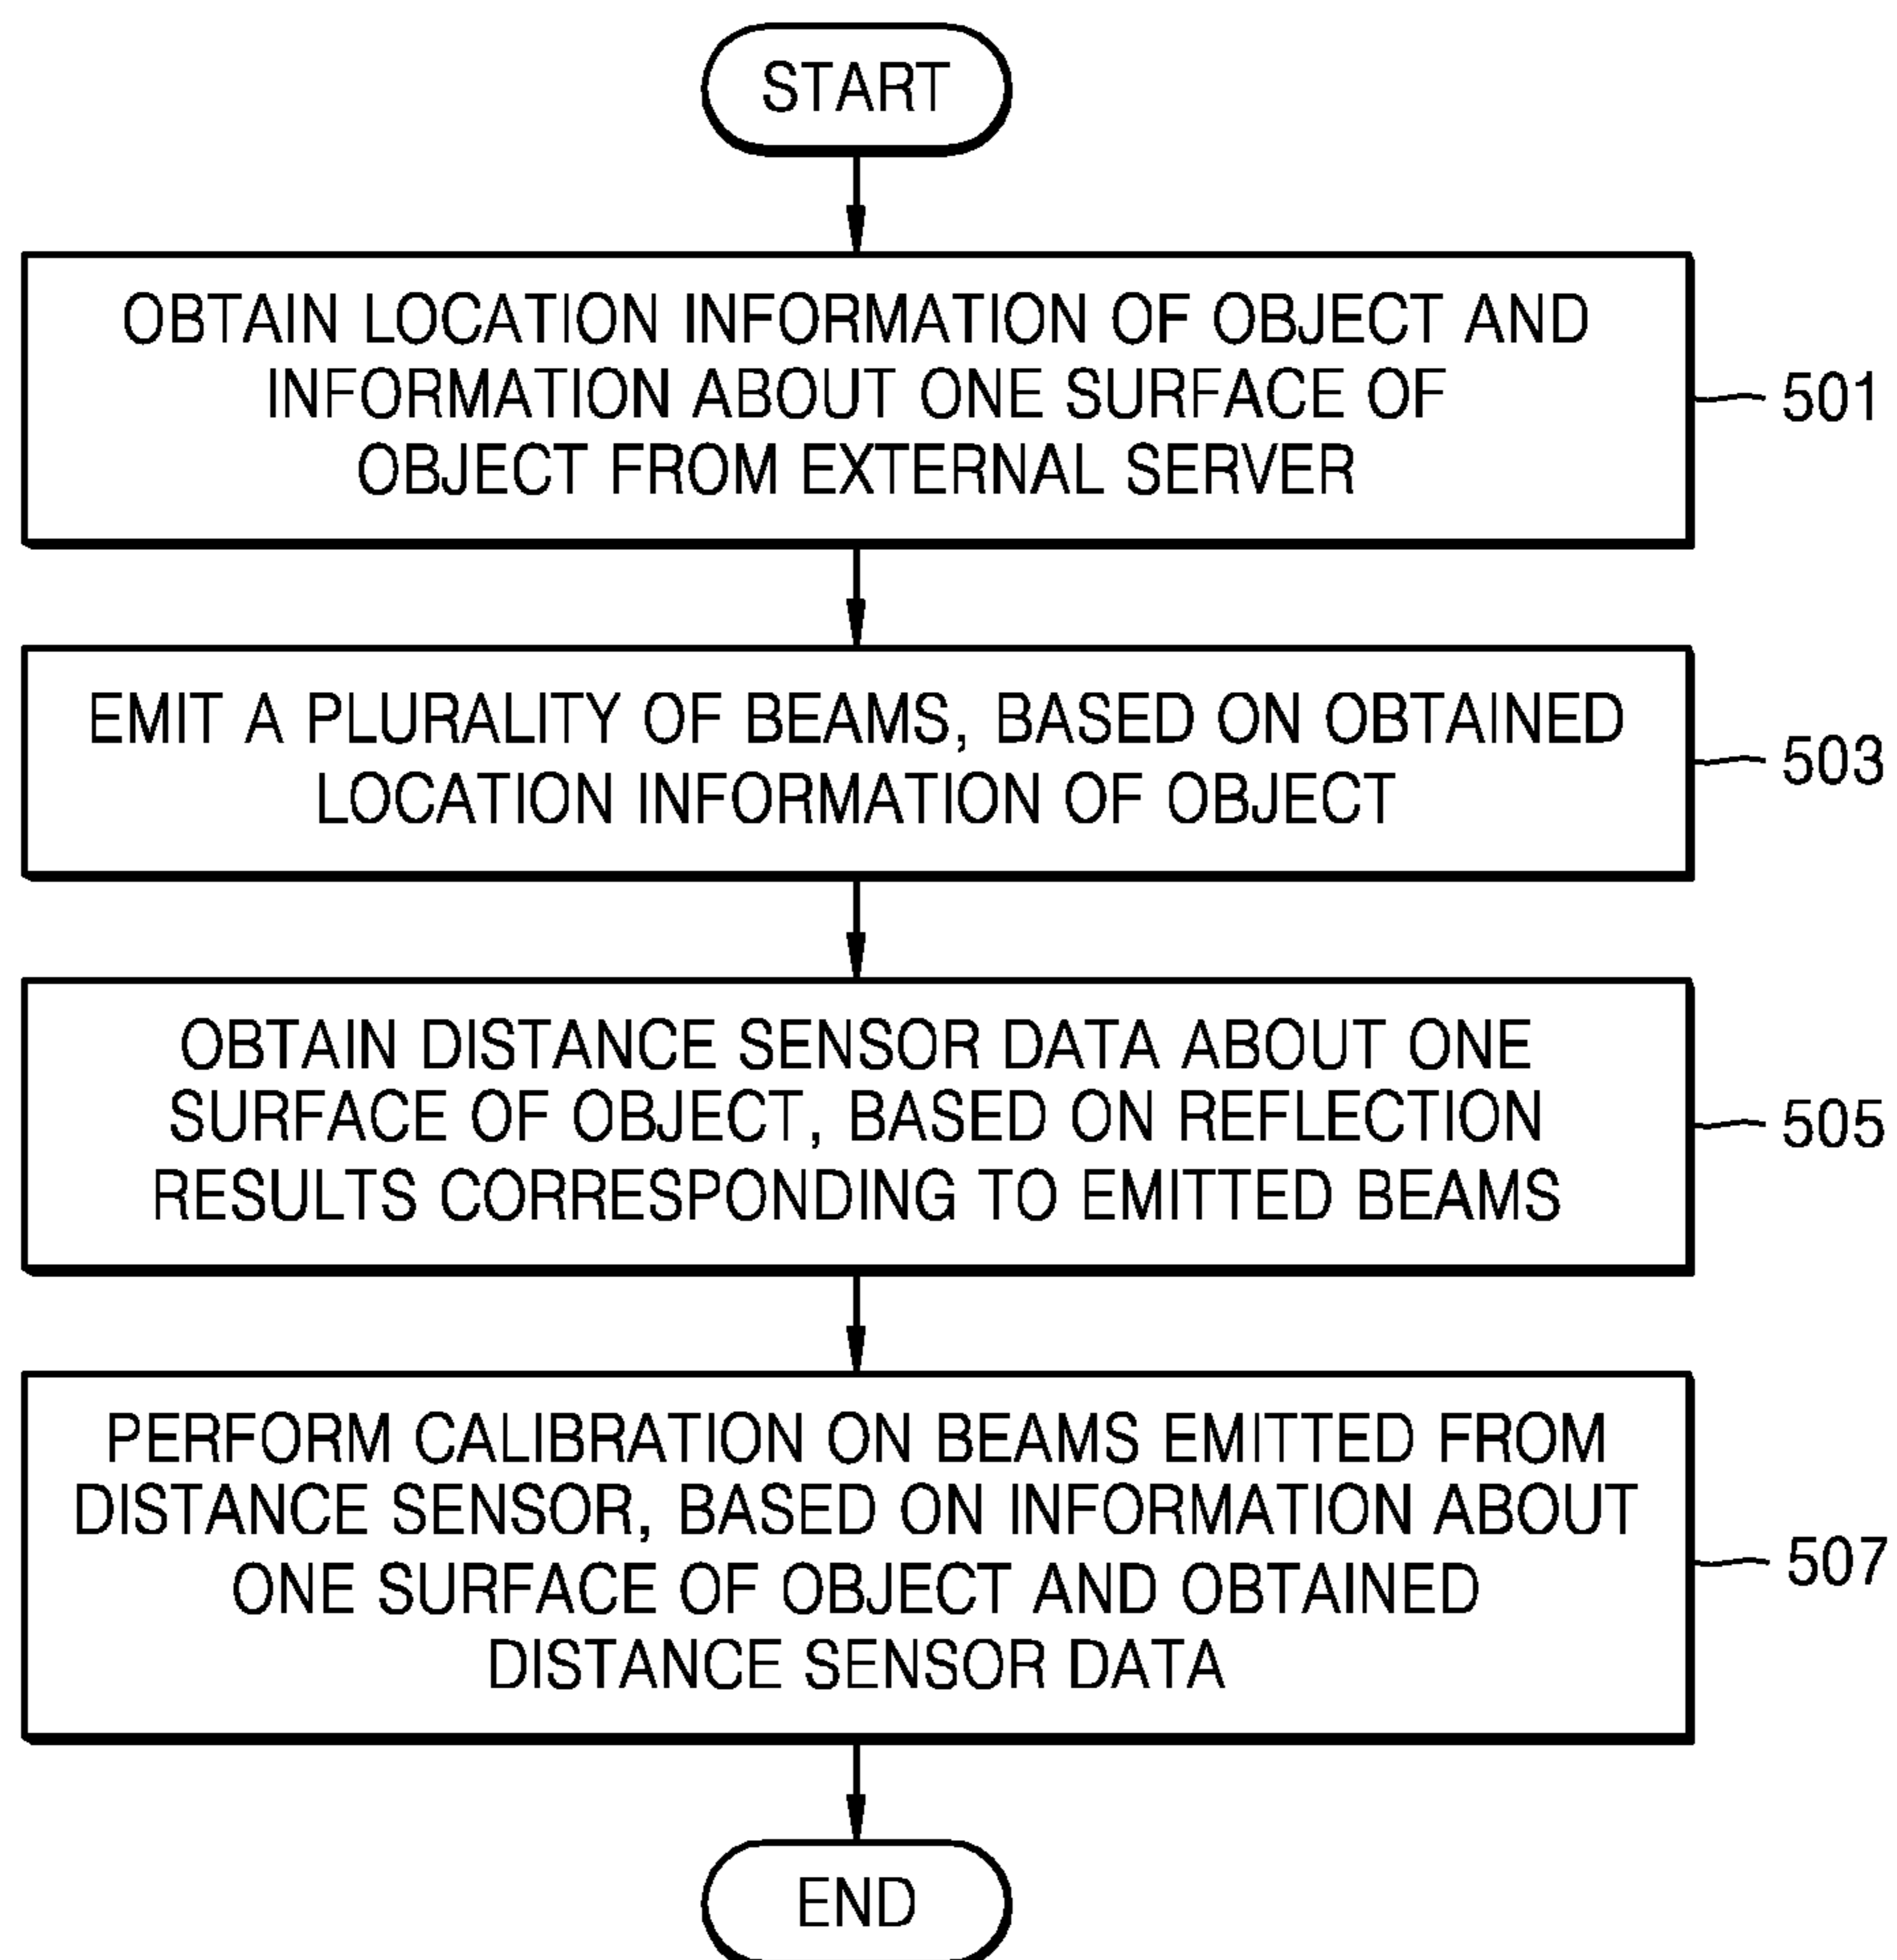 START
OBTAIN LOCATION INFORMATION OF OBJECT AND
INFORMATION ABOUT ONE SURFACE OF
OBJECT FROM EXTERNAL SERVER
501
EMIT A PLURALITY OF BEAMS, BASED ON OBTAINED
LOCATION INFORMATION OF OBJECT
503
OBTAIN DISTANCE SENSOR DATA ABOUT ONE
SURFACE OF OBJECT, BASED ON REFLECTION
RESULTS CORRESPONDING TO EMITTED BEAMS
505
PERFORM CALIBRATION ON BEAMS EMITTED FROM
DISTANCE SENSOR, BASED ON INFORMATION ABOUT
ONE SURFACE OF OBJECT AND OBTAINED
DISTANCE SENSOR DATA
507
END